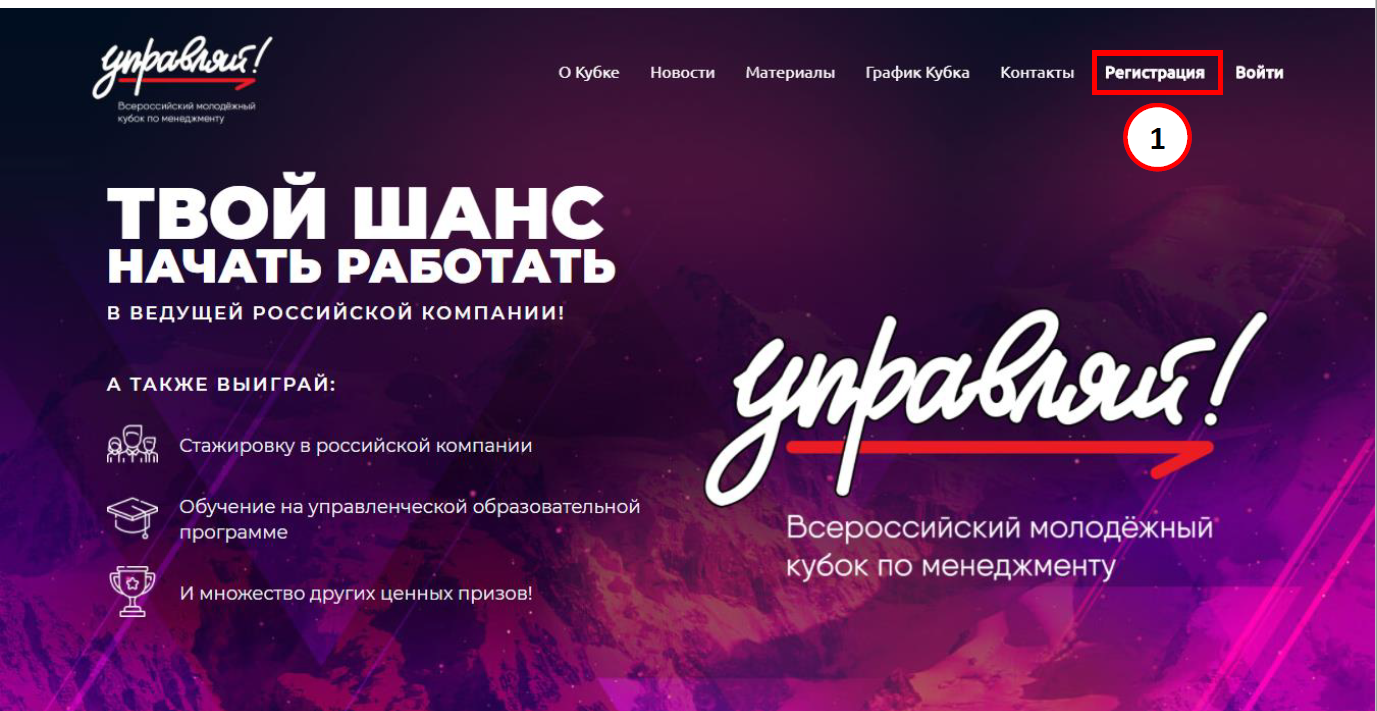 управляй!
Всероссийский молодёжный
кубок по менеджменту
О Кубке Новости Материалы График Кубка Контакты Регистрация Войти
1
ТВОЙ ШАНС
НАЧАТЬ РАБОТАТЬ
В ВЕДУЩЕЙ РОССИЙСКОЙ КОМПАНИИ!
А ТАКЖЕ ВЫИГРАЙ:
Стажировку в российской компании
Обучение на управленческой образовательной
программе
И множество других ценных призов!
управляй!
Всероссийский молодёжный
кубок по менеджменту